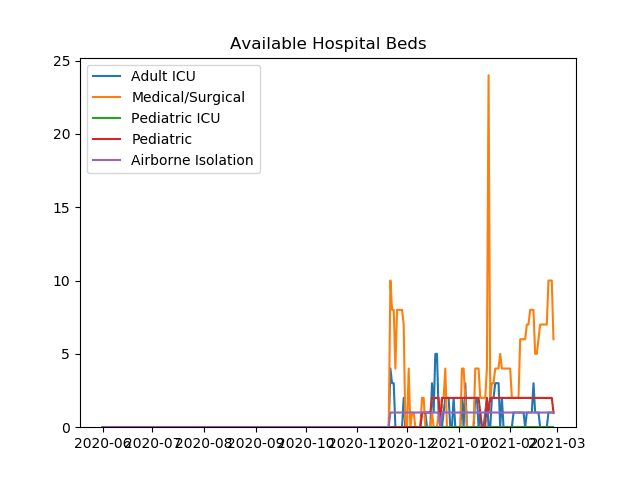 Available Hospital Beds
25
20
15
10
5
0
Adult ICU
Medical/Surgical
Pediatric ICU
Pediatric
Airborne Isolation
2020-06 2020-07 2020-08 2020-09 2020-10 2020-11 2020-12 2021-01 2021-02 2021-03